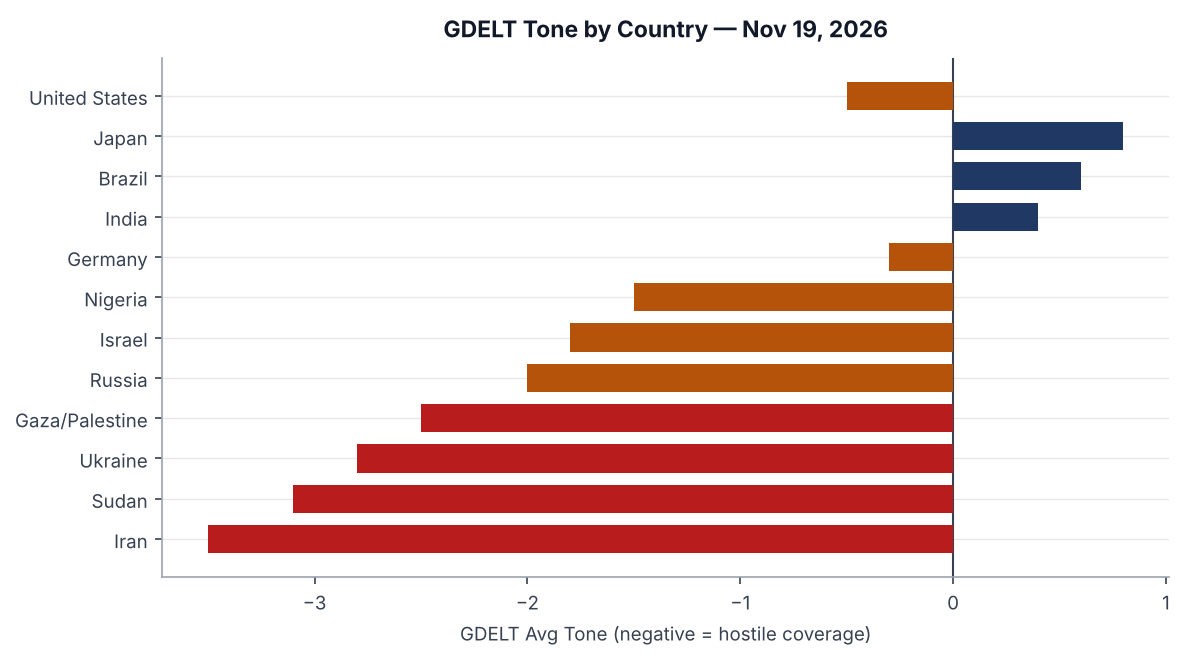 GDELT Tone by Country — Nov 19, 2026
United States
Japan
Brazil
India
Germany
Nigeria
Israel
Russia
Gaza/Palestine
Ukraine
Sudan
Iran
−3 −2 −1 0 1
GDELT Avg Tone (negative = hostile coverage)